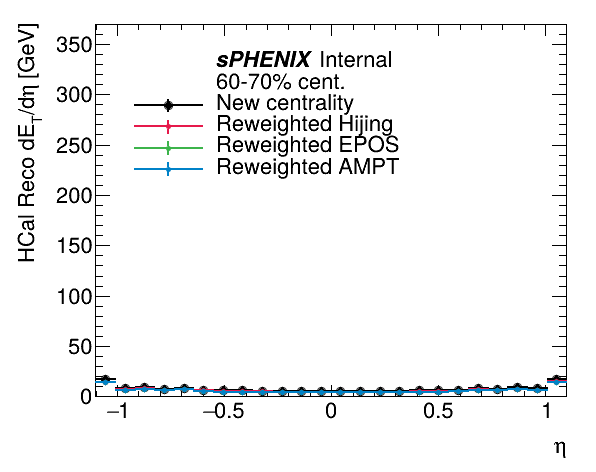 HCal Reco dE_T/dη [GeV]
350
300
250
200
150
100
50
0
sPHENIX Internal
60-70% cent.
New centrality
Reweighted Hijing
Reweighted EPOS
Reweighted AMPT
−1 −0.5 0 0.5 1
η